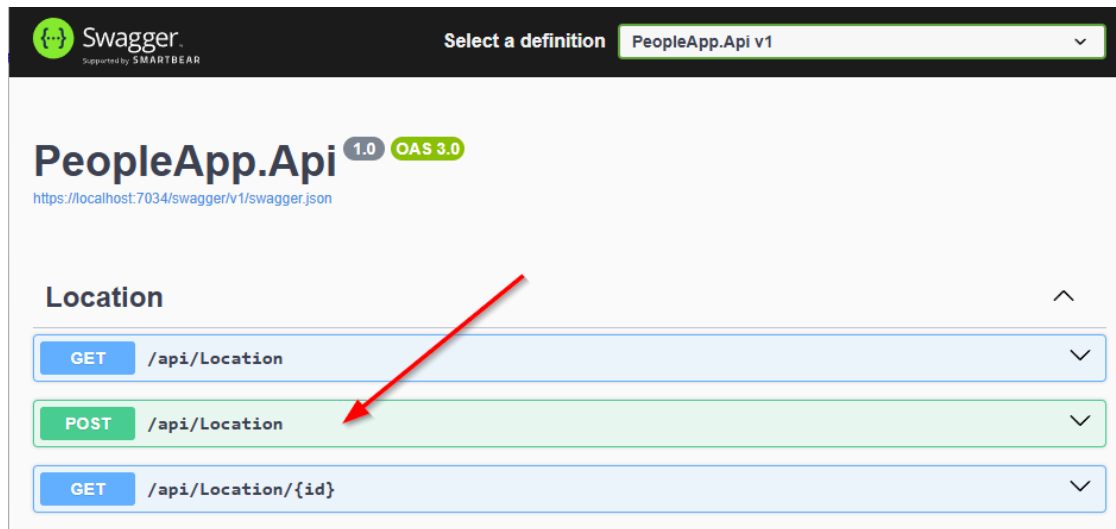 {...} Swagger.
Supported by SMARTBEAR
Select a definition
PeopleApp.Api v1
PeopleApp.Api 1.0 OAS 3.0
https://localhost:7034/swagger/v1/swagger.json
Location
GET /api/Location
POST /api/Location
GET /api/Location/{id}